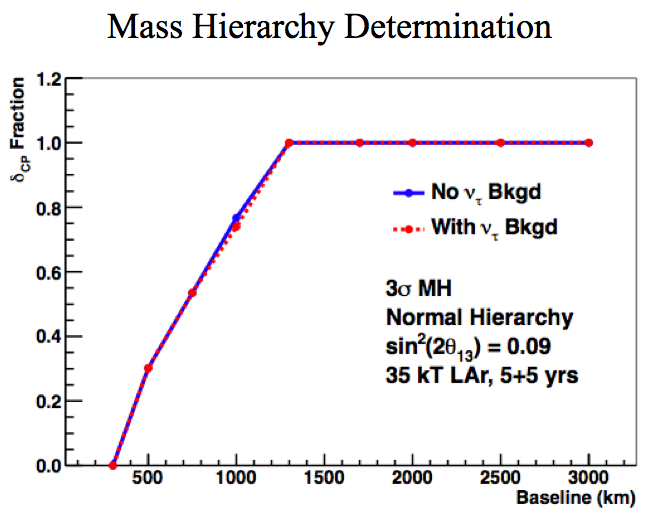 Mass Hierarchy Determination
δCP Fraction
1.2
1.0
0.8
0.6
0.4
0.2
0.0
No ντ Bkgd
With ντ Bkgd
3σ MH
Normal Hierarchy
sin²(2θ₁₃) = 0.09
35 kT LAr, 5+5 yrs
500 1000 1500 2000 2500 3000
Baseline (km)